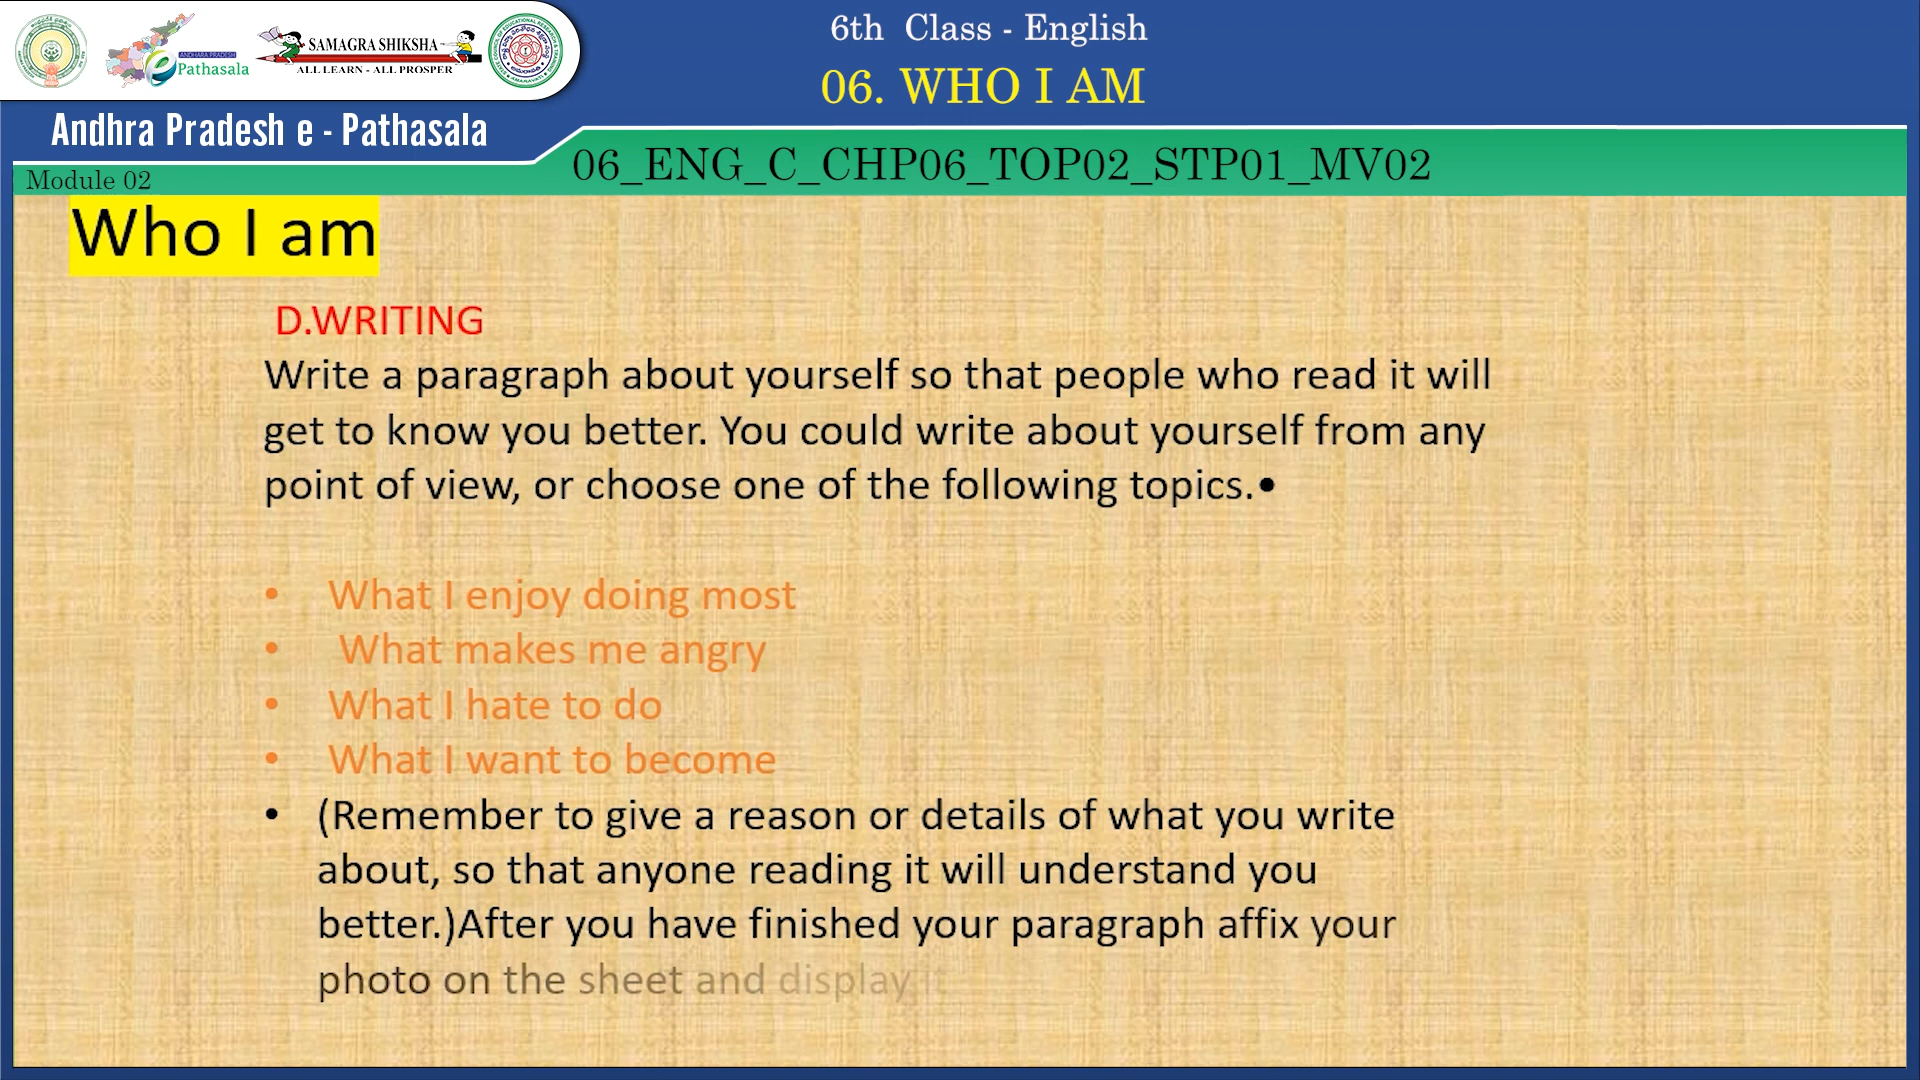 6th Class - English
06. WHO I AM
ANDHRA PRADESH
Pathasala
SAMAGRA SHIKSHA
ALL LEARN - ALL PROSPER
Andhra Pradesh e - Pathasala
06_ENG_C_CHP06_TOP02_STP01_MV02
Module 02
Who I am
D.WRITING
Write a paragraph about yourself so that people who read it will
get to know you better. You could write about yourself from any
point of view, or choose one of the following topics.•
• What I enjoy doing most
• What makes me angry
• What I hate to do
• What I want to become
• (Remember to give a reason or details of what you write
about, so that anyone reading it will understand you
better.)After you have finished your paragraph affix your
photo on the sheet and display it